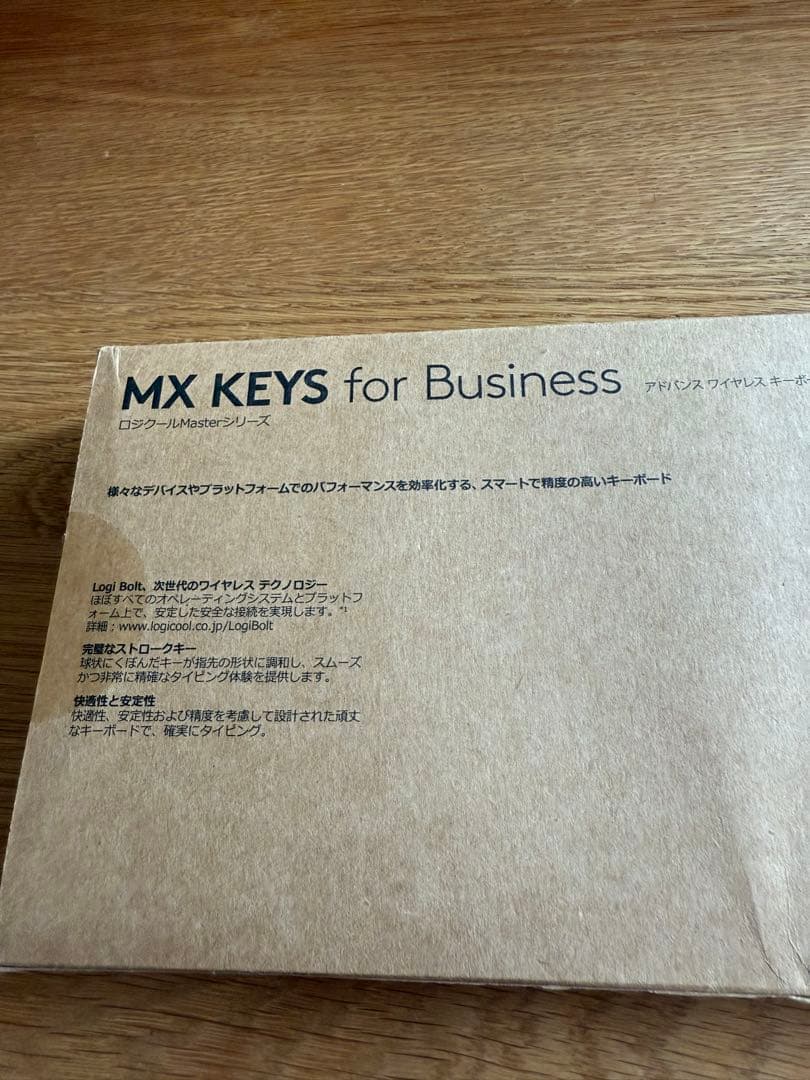 MX KEYS for Business アドバンス ワイヤレス キーボー
ロジクールMasterシリーズ
様々なデバイスやプラットフォームでのパフォーマンスを効率化する、スマートで精度の高いキーボード
Logi Bolt、次世代のワイヤレス テクノロジー
ほぼすべてのオペレーティングシステムとプラットフ
ォーム上で、安定した安全な接続を実現します。*1
詳細：www.logicool.co.jp/LogiBolt
完璧なストロークキー
球状にくぼんだキーが指先の形状に調和し、スムーズ
かつ非常に精確なタイピング体験を提供します。
快適性と安定性
快適性、安定性および精度を考慮して設計された頑丈
なキーボードで、確実にタイピング。